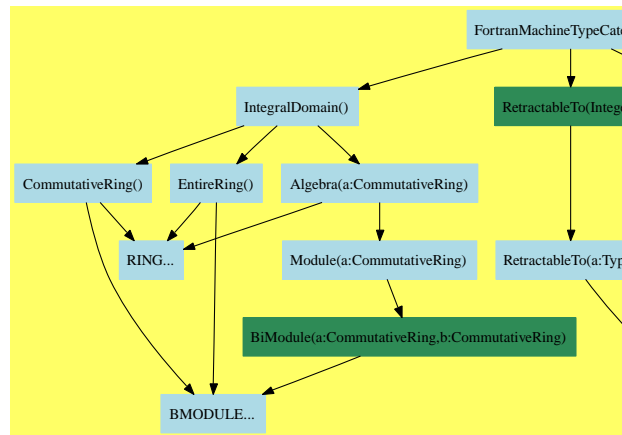 FortranMachineTypeCate
IntegralDomain()
RetractableTo(Intege
CommutativeRing()
EntireRing()
Algebra(a:CommutativeRing)
RING...
Module(a:CommutativeRing)
RetractableTo(a:Typ
BiModule(a:CommutativeRing,b:CommutativeRing)
BMODULE...